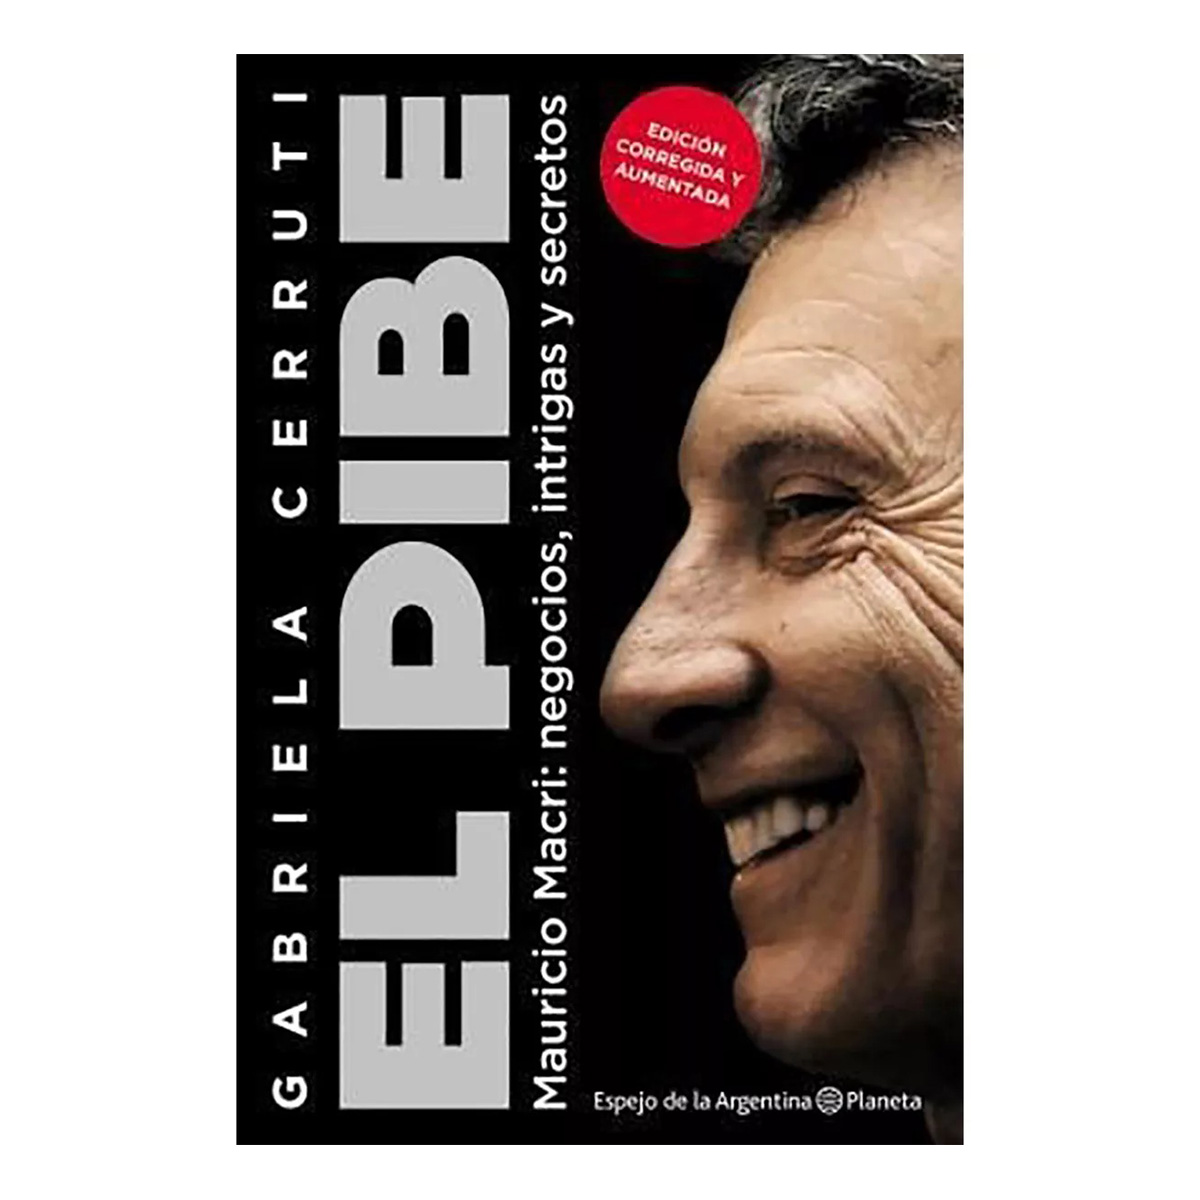 GABRIELA CERRUTI
EL PIBE
Mauricio Macri: negocios, intrigas y secretos
EDICIÓN
CORREGIDA Y
AUMENTADA
Espejo de la Argentina Planeta